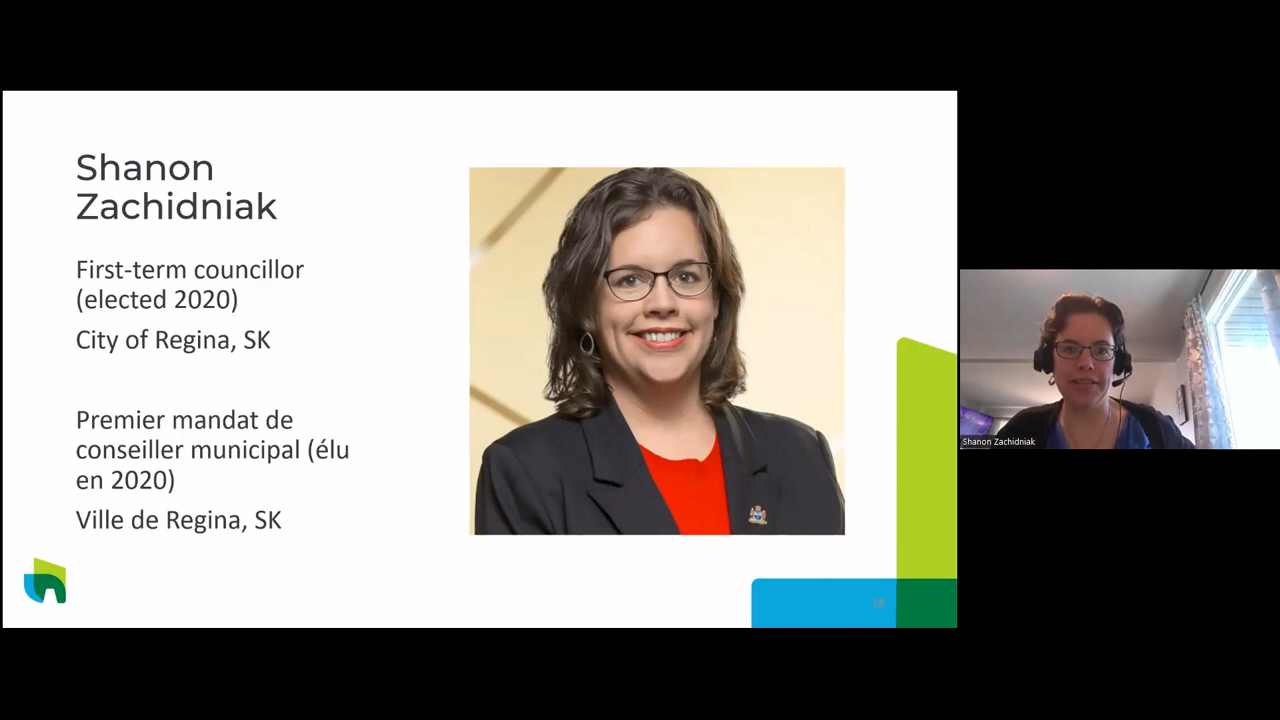 Shanon
Zachidniak
First-term councillor
(elected 2020)
City of Regina, SK
Premier mandat de
conseiller municipal (élu
en 2020)
Ville de Regina, SK
Shanon Zachidniak